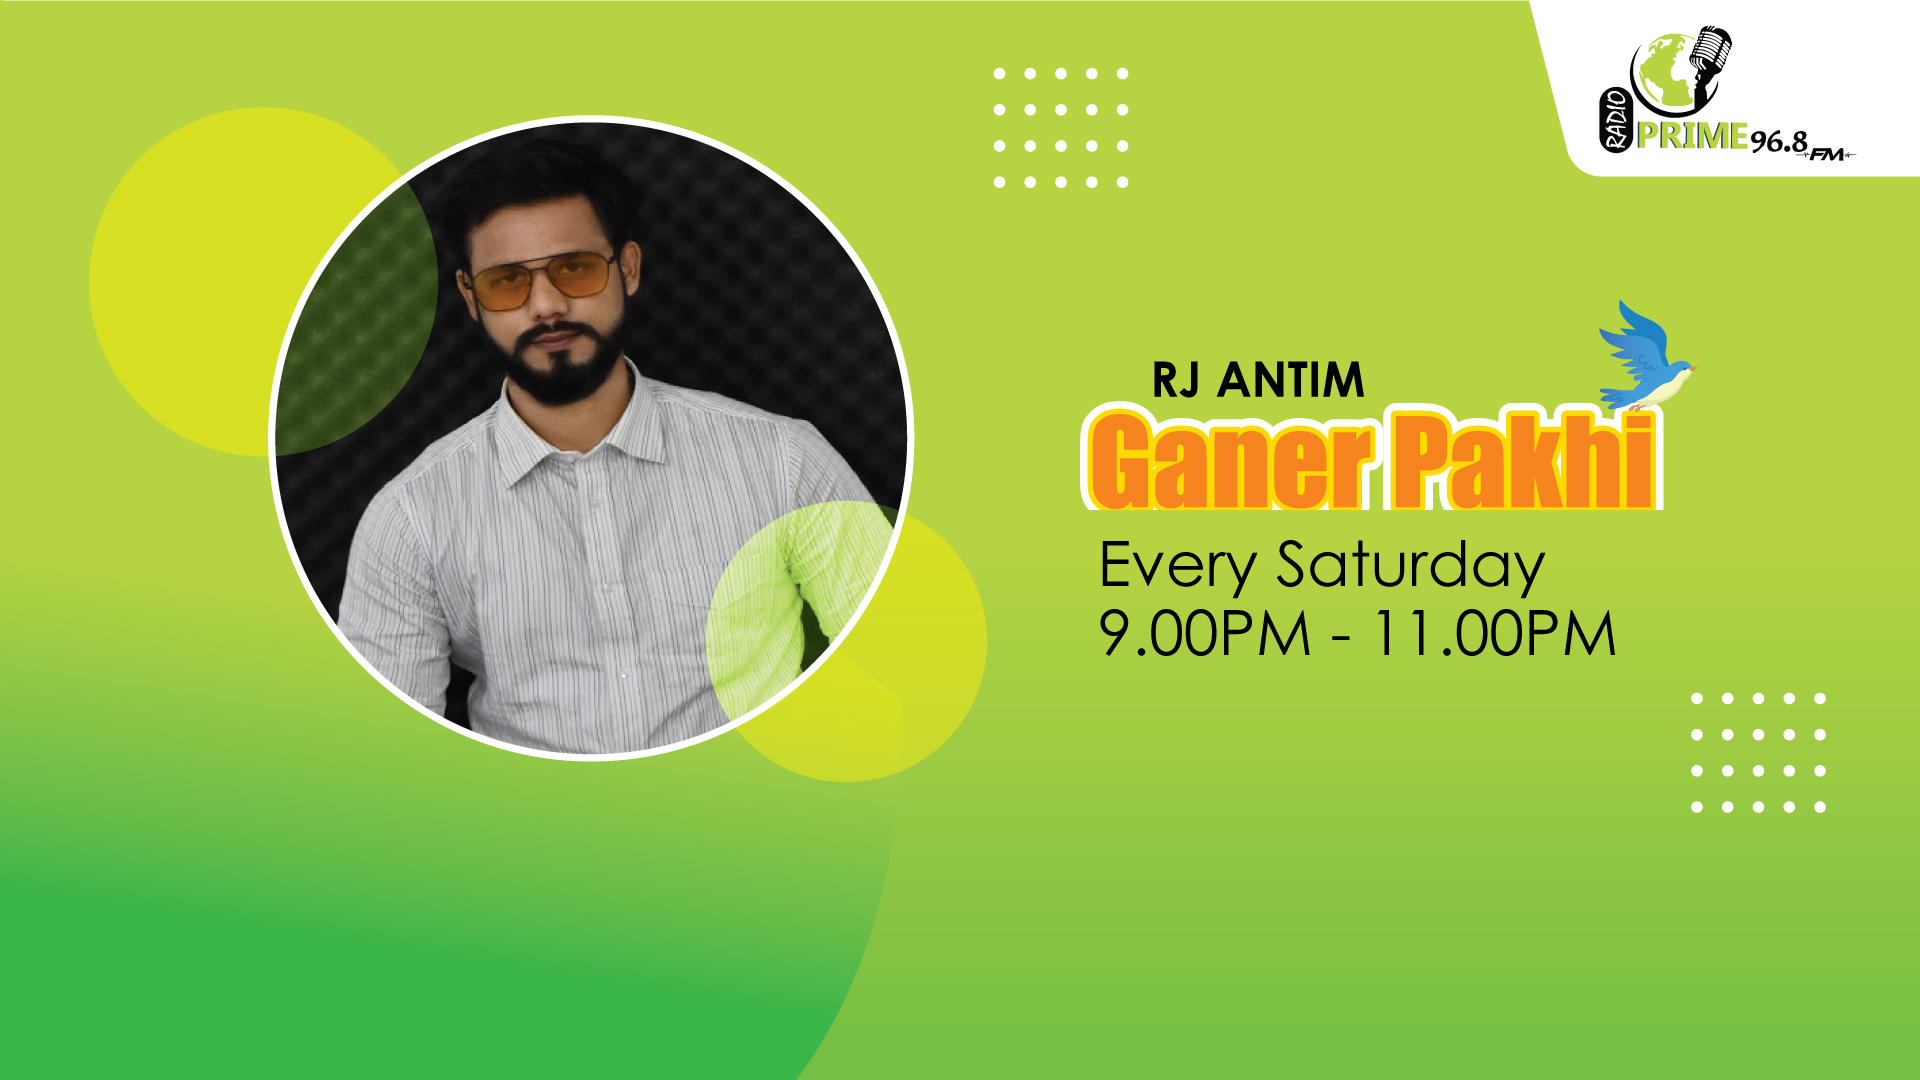 RADIO
PRIME 96.8
FM
RJ ANTIM
Ganer Pakhi
Every Saturday
9.00PM - 11.00PM